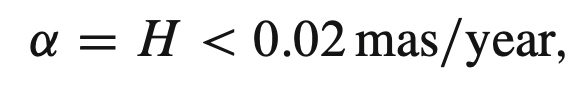 α = H < 0.02 mas/year,